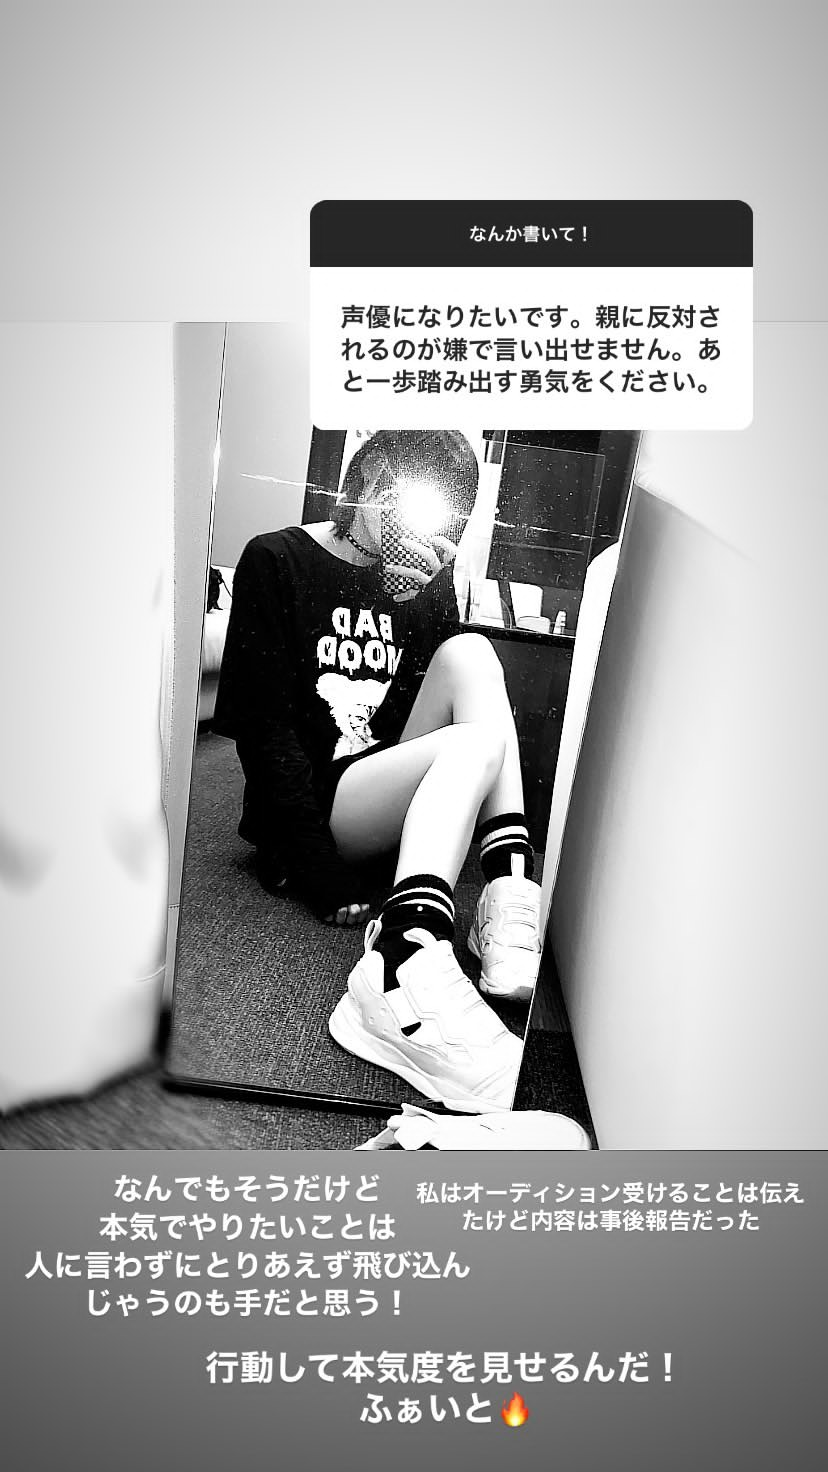 なんか書いて！
声優になりたいです。親に反対さ
れるのが嫌で言い出せません。あ
と一歩踏み出す勇気をください。
BAD
MOOD
なんでもそうだけど
本気でやりたいことは
人に言わずにとりあえず飛び込ん
じゃうのも手だと思う！
私はオーディション受けることは伝え
たけど内容は事後報告だった
行動して本気度を見せるんだ！
ふぁいと🔥